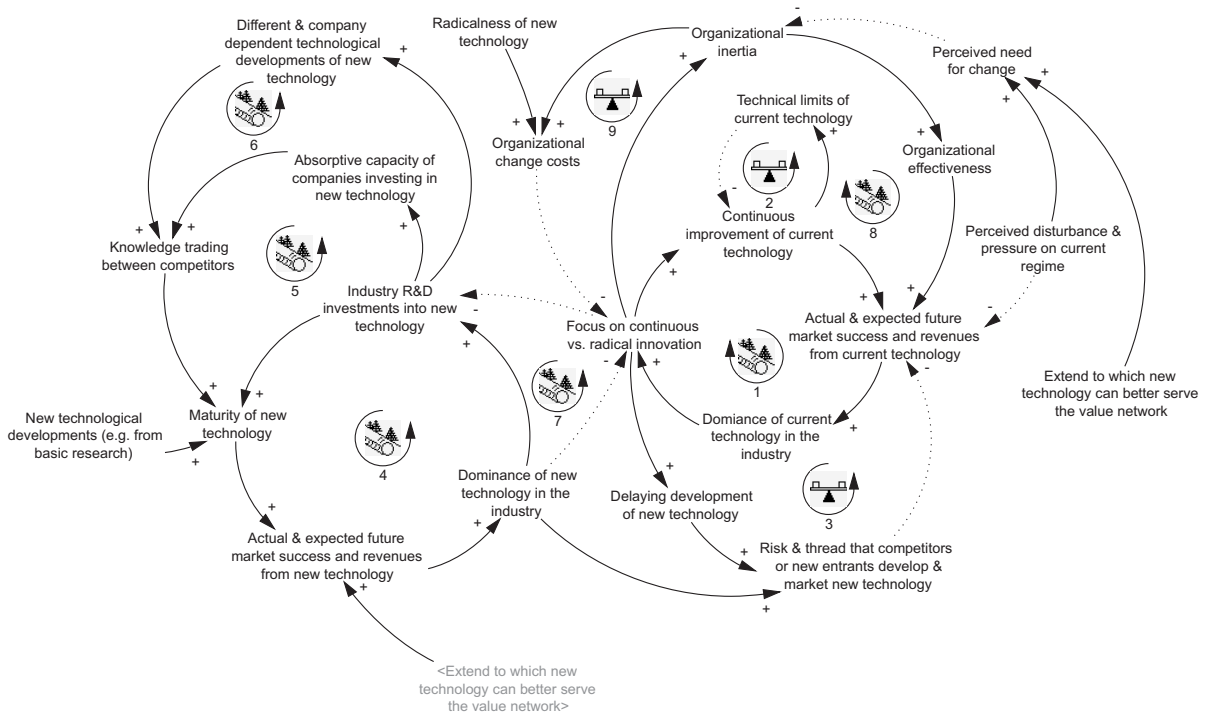 Different & company
dependent technological
developments of new
technology
+
Radicalness of new
technology
Organizational
inertia
-
+
Perceived need
for change
+
+
6
9
Technical limits of
current technology
+
+
+
Organizational
change costs
+
Organizational
effectiveness
Absorptive capacity of
companies investing in
new technology
+
2
-
Continuous
improvement of current
technology
+
8
+
+
Knowledge trading
between competitors
5
Perceived disturbance &
pressure on current
regime
Industry R&D
investments into new
technology
-
+
-
Focus on continuous
vs. radical innovation
-
+
+
+
-
Actual & expected future
market success and revenues
from current technology
-
1
Extend to which new
technology can better serve
the value network
+
+
Maturity of new
technology
New technological
developments (e.g. from
basic research)
+
7
Domiance of current
technology in the
industry
+
4
Dominance of new
technology in the
industry
+
+
Delaying development
of new technology
3
+
Actual & expected future
market success and revenues
from new technology
+
+
Risk & thread that competitors
or new entrants develop &
market new technology
+
+
<Extend to which new
technology can better serve
the value network>